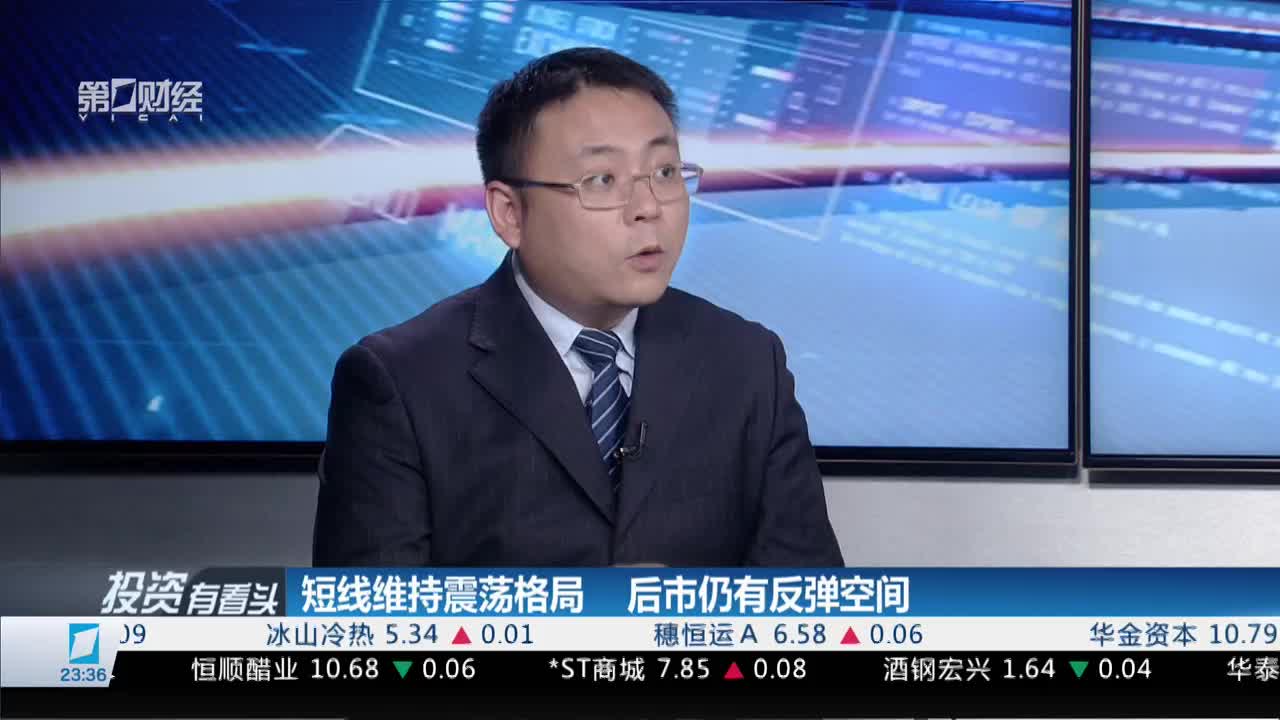 第一财经
YICAI
投资有看头
短线维持震荡格局 后市仍有反弹空间
09 冰山冷热 5.34 ▲ 0.01 穗恒运A 6.58 ▲ 0.06 华金资本 10.79
23:36
恒顺醋业 10.68 ▼ 0.06 *ST商城 7.85 ▲ 0.08 酒钢宏兴 1.64 ▼ 0.04 华泰